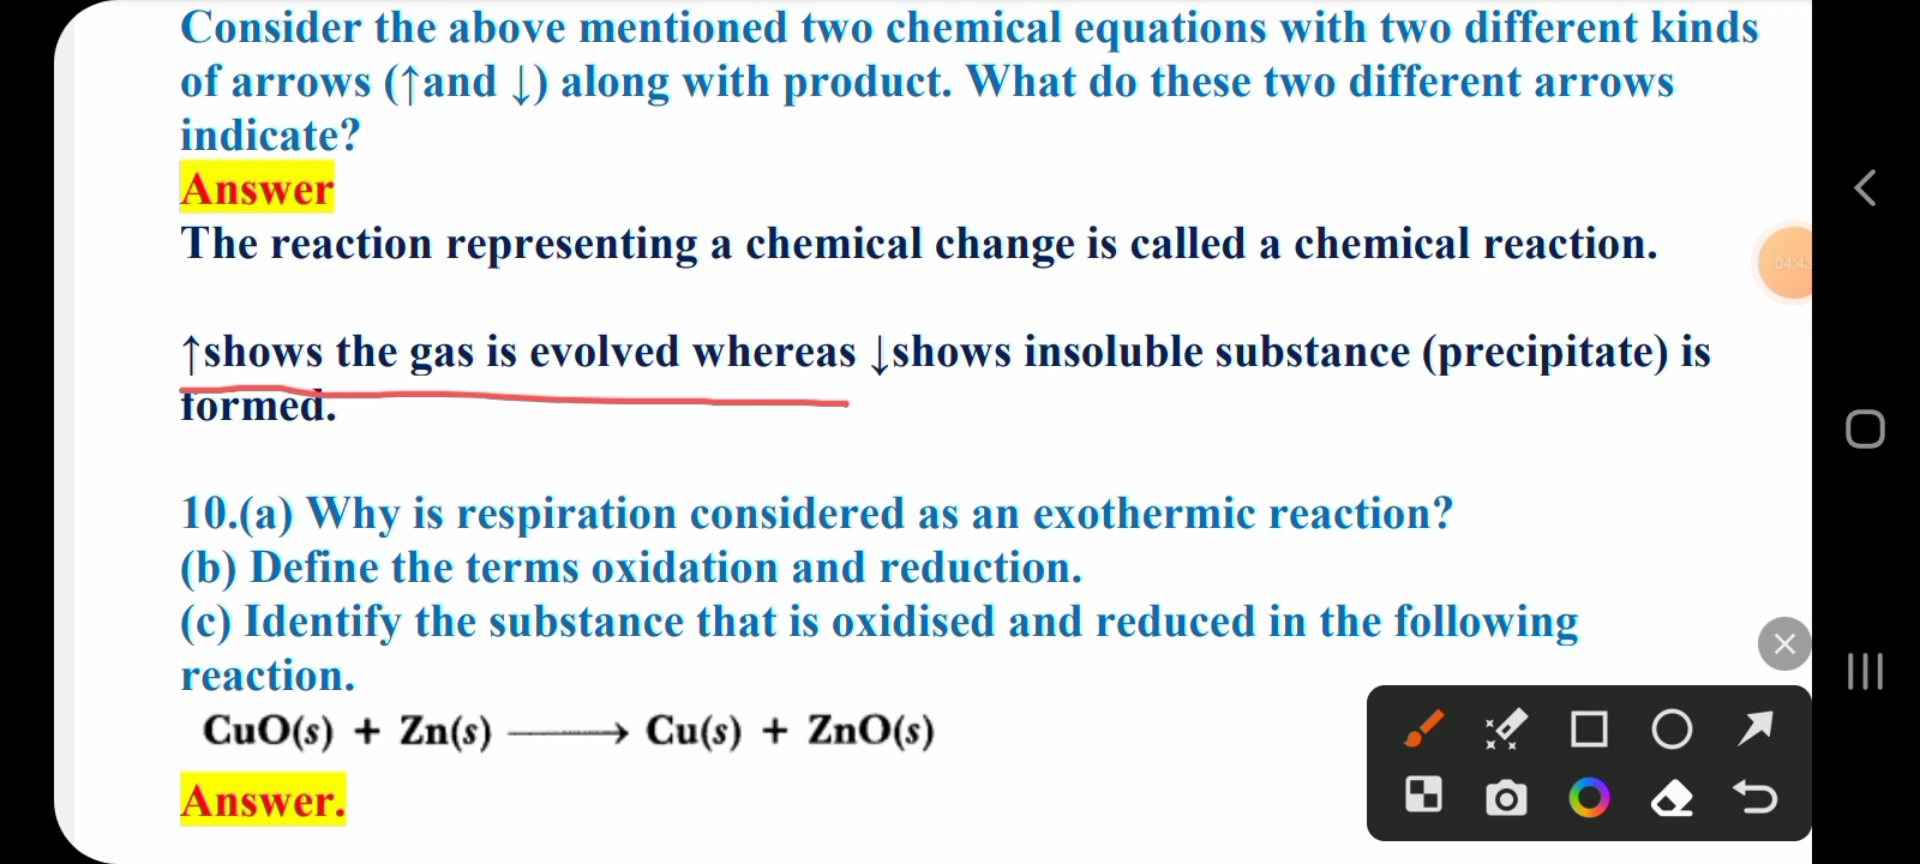 Consider the above mentioned two chemical equations with two different kinds
of arrows (↑and ↓) along with product. What do these two different arrows
indicate?
Answer
The reaction representing a chemical change is called a chemical reaction.
↑shows the gas is evolved whereas ↓shows insoluble substance (precipitate) is
formed.
10.(a) Why is respiration considered as an exothermic reaction?
(b) Define the terms oxidation and reduction.
(c) Identify the substance that is oxidised and reduced in the following
reaction.
CuO(s) + Zn(s) ⟶ Cu(s) + ZnO(s)
Answer.